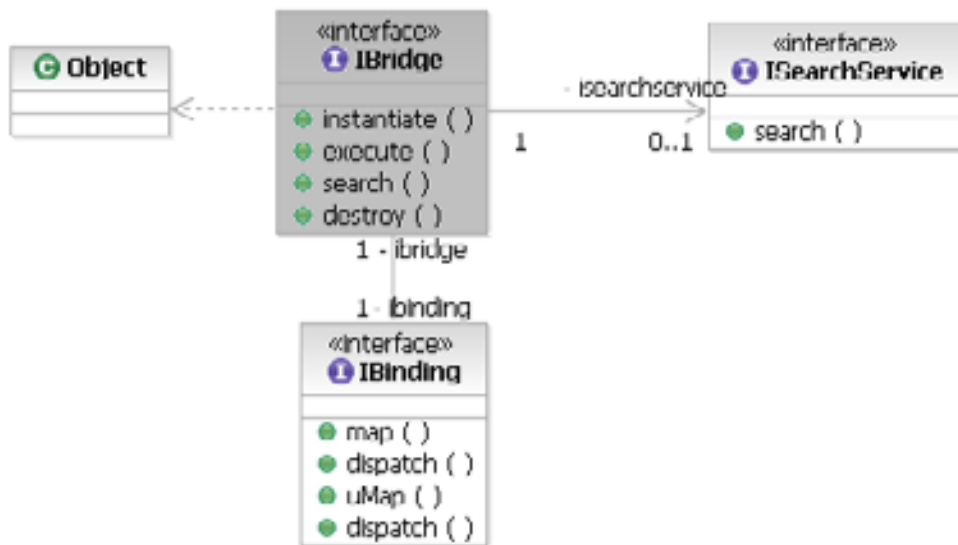 Object
«interface»
IBridge
instantiate ( )
execute ( )
search ( )
destroy ( )
- isearchservice
1
0..1
«interface»
ISearchService
search ( )
1 - ibridge
1 - ibinding
«interface»
IBinding
map ( )
dispatch ( )
uMap ( )
dispatch ( )